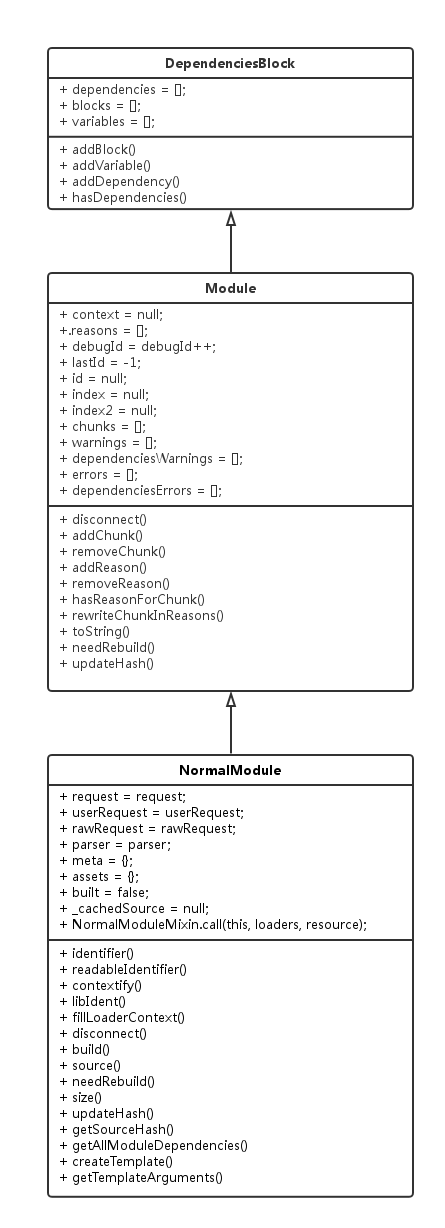 DependenciesBlock
+ dependencies = [];
+ blocks = [];
+ variables = [];
+ addBlock()
+ addVariable()
+ addDependency()
+ hasDependencies()
Module
+ context = null;
+.reasons = [];
+ debugId = debugId++;
+ lastId = -1;
+ id = null;
+ index = null;
+ index2 = null;
+ chunks = [];
+ warnings = [];
+ dependenciesWarnings = [];
+ errors = [];
+ dependenciesErrors = [];
+ disconnect()
+ addChunk()
+ removeChunk()
+ addReason()
+ removeReason()
+ hasReasonForChunk()
+ rewriteChunkInReasons()
+ toString()
+ needRebuild()
+ updateHash()
NormalModule
+ request = request;
+ userRequest = userRequest;
+ rawRequest = rawRequest;
+ parser = parser;
+ meta = {};
+ assets = {};
+ built = false;
+ _cachedSource = null;
+ NormalModuleMixin.call(this, loaders, resource);
+ identifier()
+ readableIdentifier()
+ contextify()
+ libIdent()
+ fillLoaderContext()
+ disconnect()
+ build()
+ source()
+ needRebuild()
+ size()
+ updateHash()
+ getSourceHash()
+ getAllModuleDependencies()
+ createTemplate()
+ getTemplateArguments()